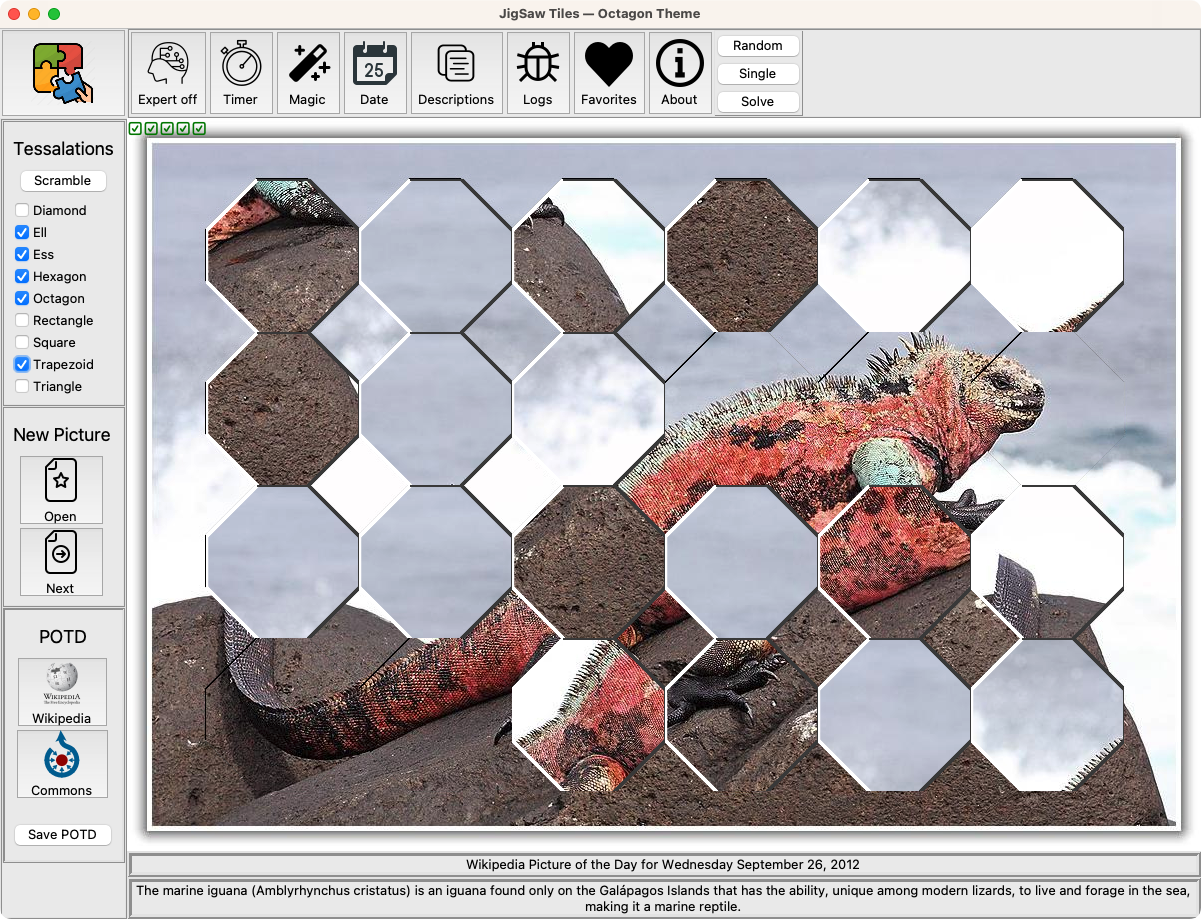 JigSaw Tiles — Octagon Theme
Expert off
Timer
Magic
25
Date
Descriptions
Logs
Favorites
About
Random
Single
Solve
Tessalations
Scramble
Diamond
Ell
Ess
Hexagon
Octagon
Rectangle
Square
Trapezoid
Triangle
New Picture
Open
Next
POTD
WIKIPEDIA
The Free Encyclopedia
Wikipedia
Commons
Save POTD
Wikipedia Picture of the Day for Wednesday September 26, 2012
The marine iguana (Amblyrhynchus cristatus) is an iguana found only on the Galápagos Islands that has the ability, unique among modern lizards, to live and forage in the sea,
making it a marine reptile.